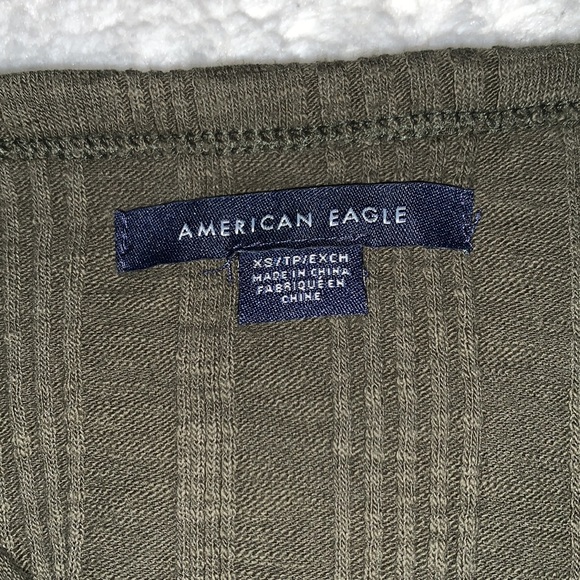 AMERICAN EAGLE
XS/TP/EXCH
MADE IN CHINA
FABRIQUÉ EN
CHINE